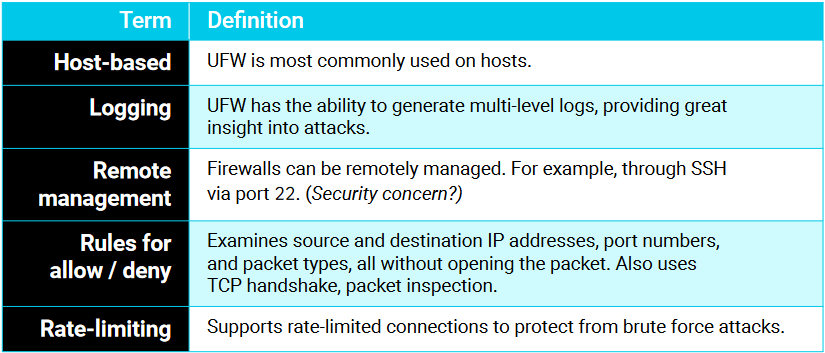 Term Definition
Host-based UFW is most commonly used on hosts.
Logging UFW has the ability to generate multi-level logs, providing great
insight into attacks.
Remote Firewalls can be remotely managed. For example, through SSH
management via port 22. (Security concern?)
Rules for Examines source and destination IP addresses, port numbers,
allow / deny and packet types, all without opening the packet. Also uses
TCP handshake, packet inspection.
Rate-limiting Supports rate-limited connections to protect from brute force attacks.